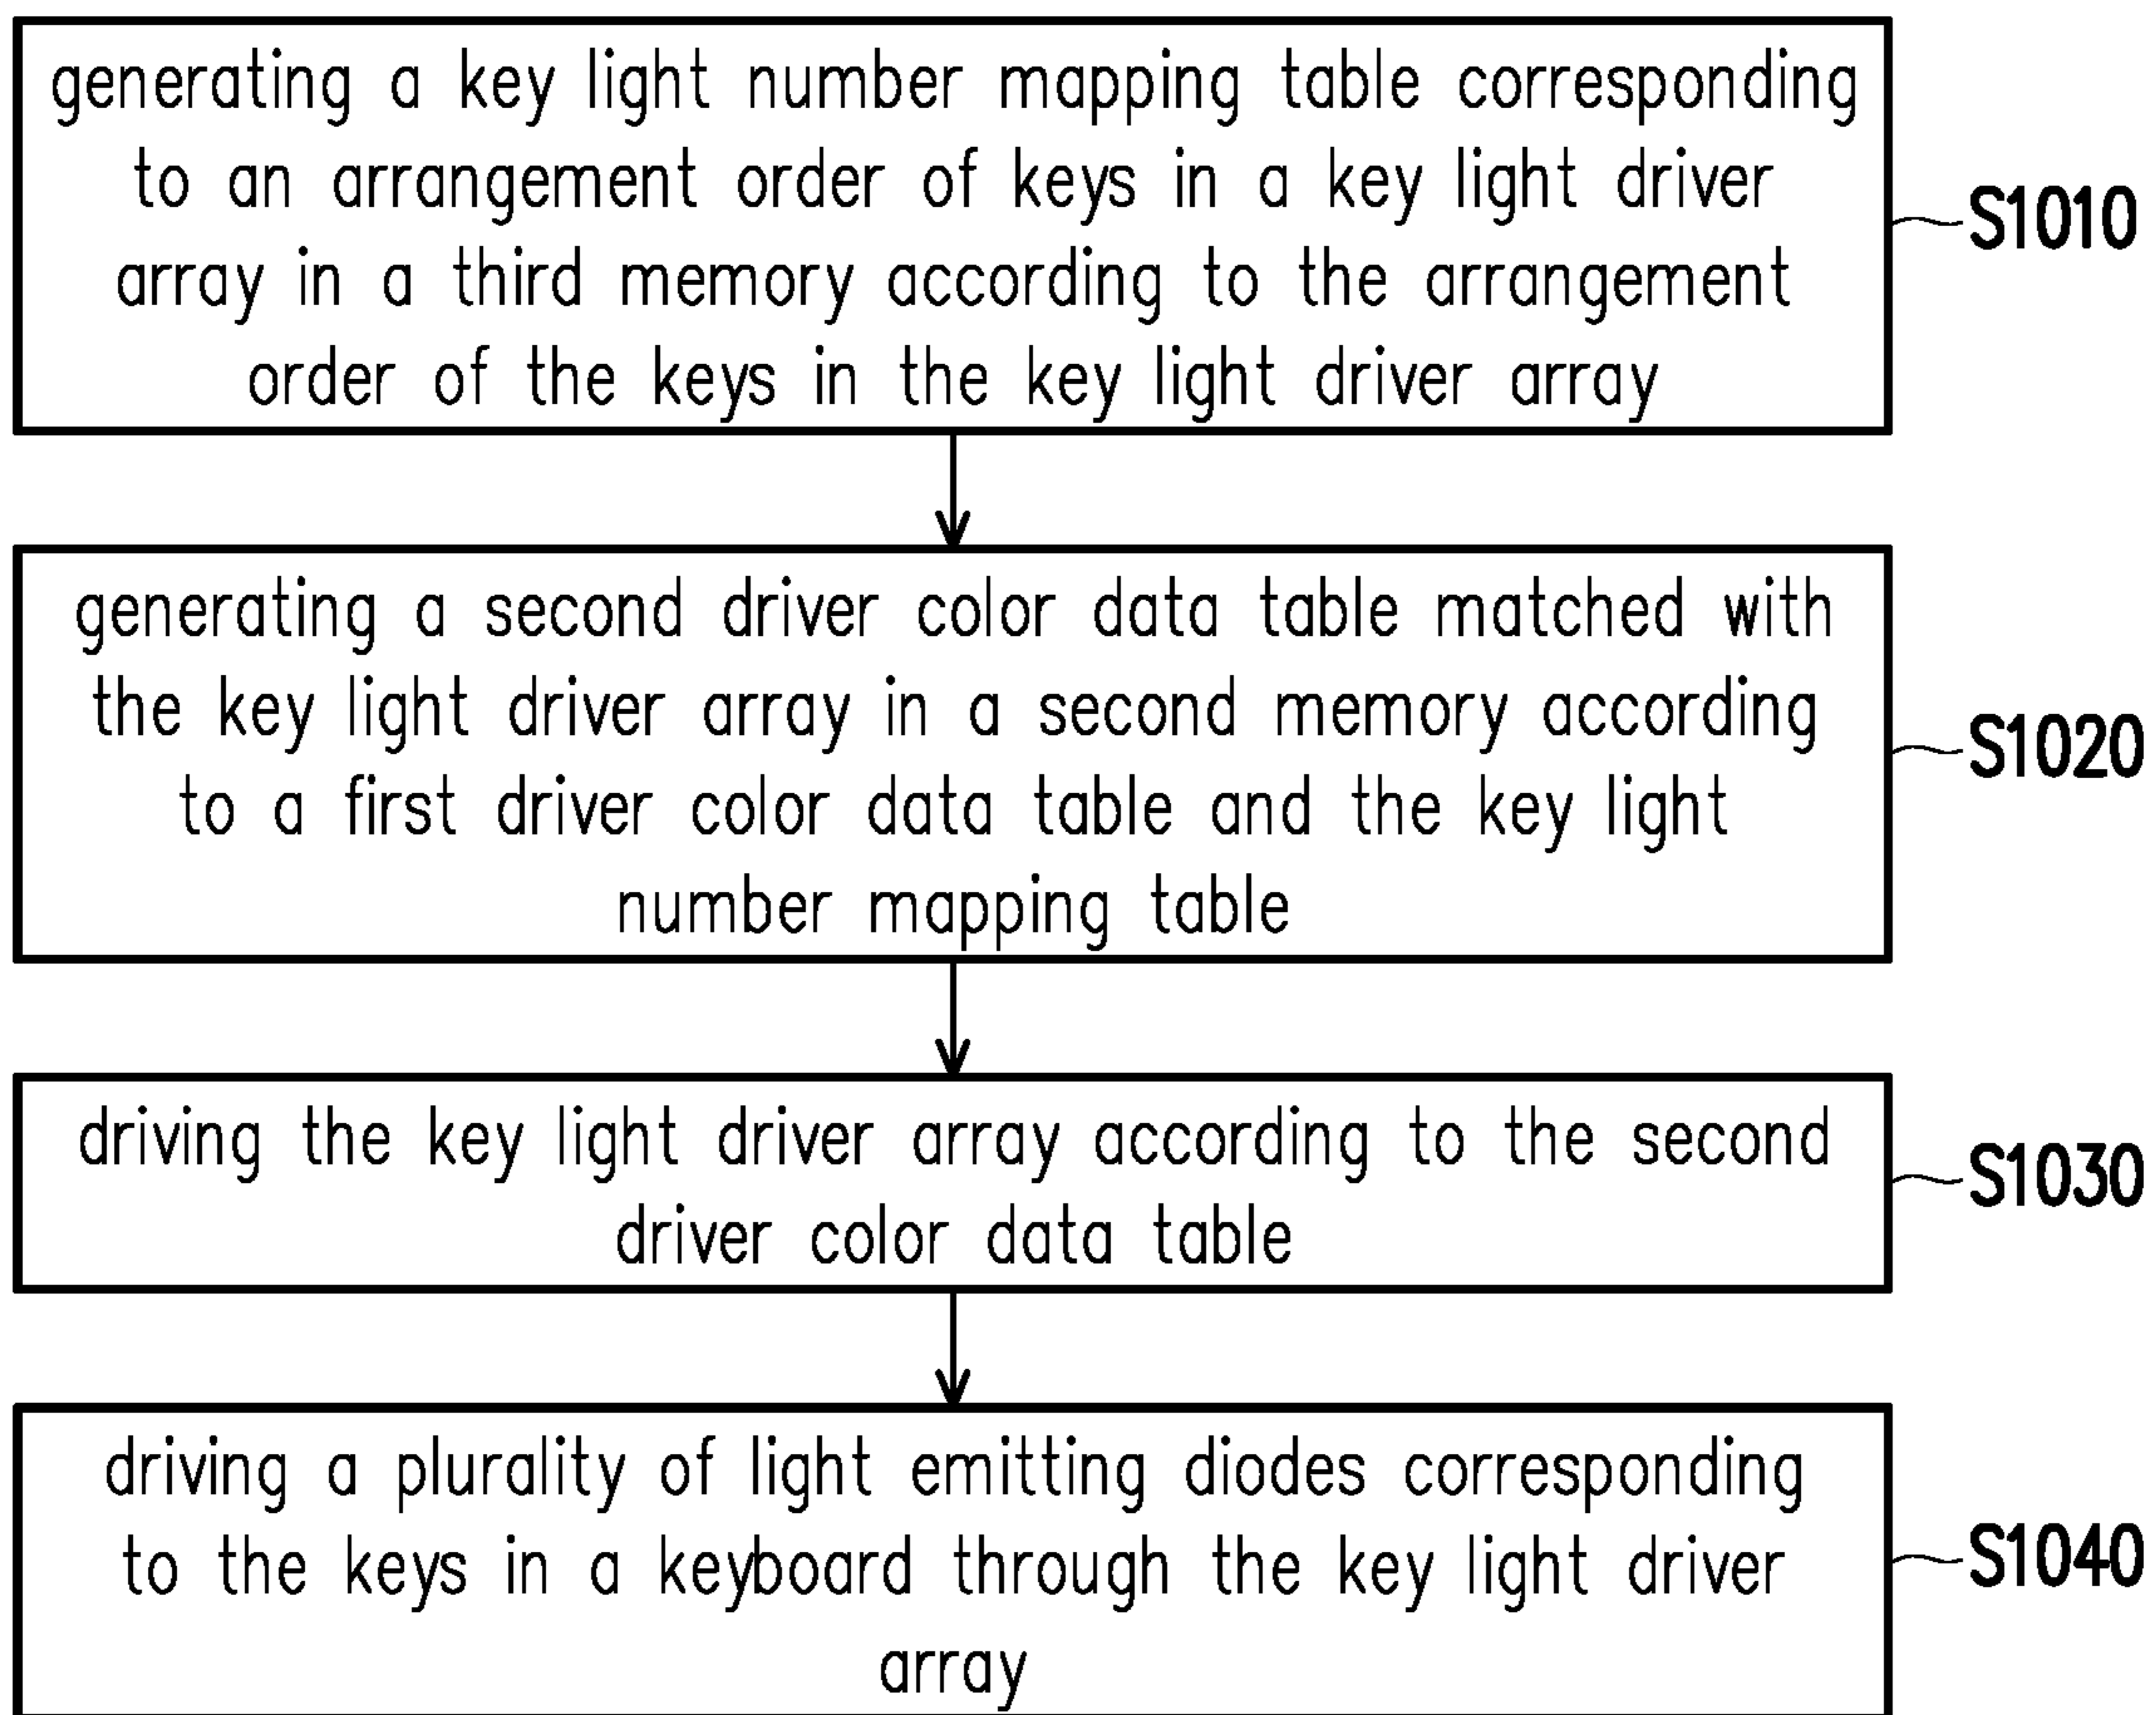 generating a key light number mapping table corresponding
to an arrangement order of keys in a key light driver
array in a third memory according to the arrangement
order of the keys in the key light driver array
S1010
generating a second driver color data table matched with
the key light driver array in a second memory according
to a first driver color data table and the key light
number mapping table
S1020
driving the key light driver array according to the second
driver color data table
S1030
driving a plurality of light emitting diodes corresponding
to the keys in a keyboard through the key light driver
array
S1040